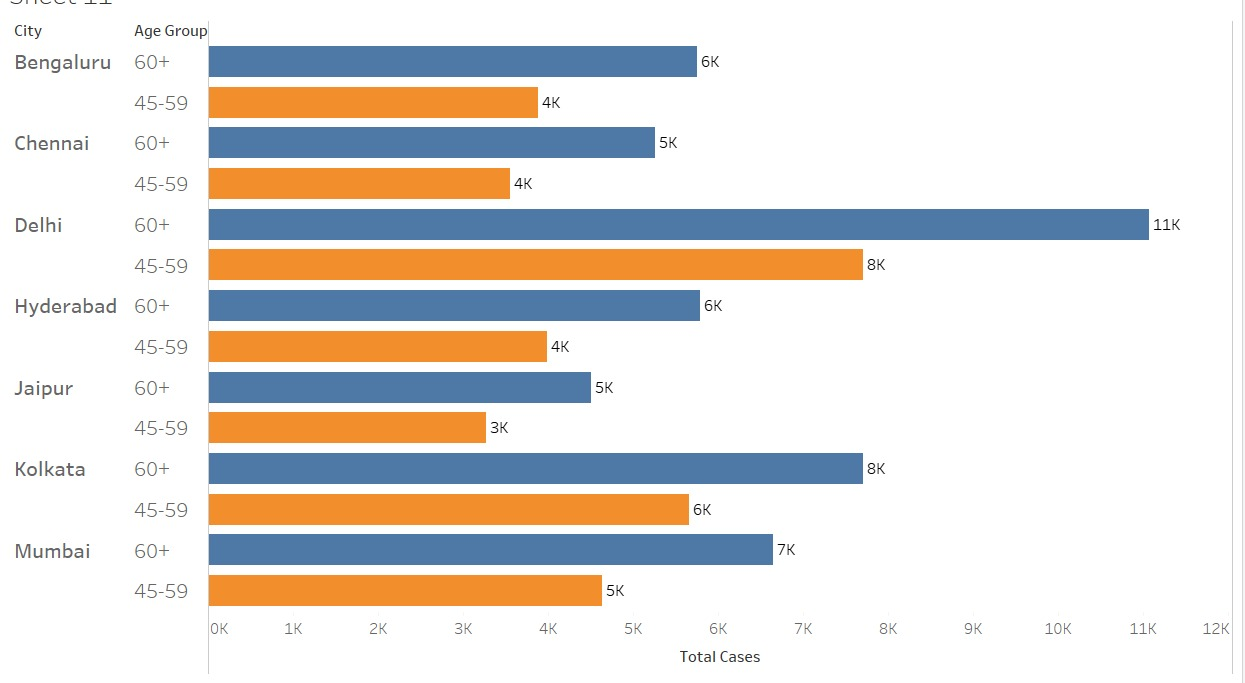 Sheet 11
City Age Group
Bengaluru 60+ 6K
45-59 4K
Chennai 60+ 5K
45-59 4K
Delhi 60+ 11K
45-59 8K
Hyderabad 60+ 6K
45-59 4K
Jaipur 60+ 5K
45-59 3K
Kolkata 60+ 8K
45-59 6K
Mumbai 60+ 7K
45-59 5K
0K 1K 2K 3K 4K 5K 6K 7K 8K 9K 10K 11K 12K
Total Cases